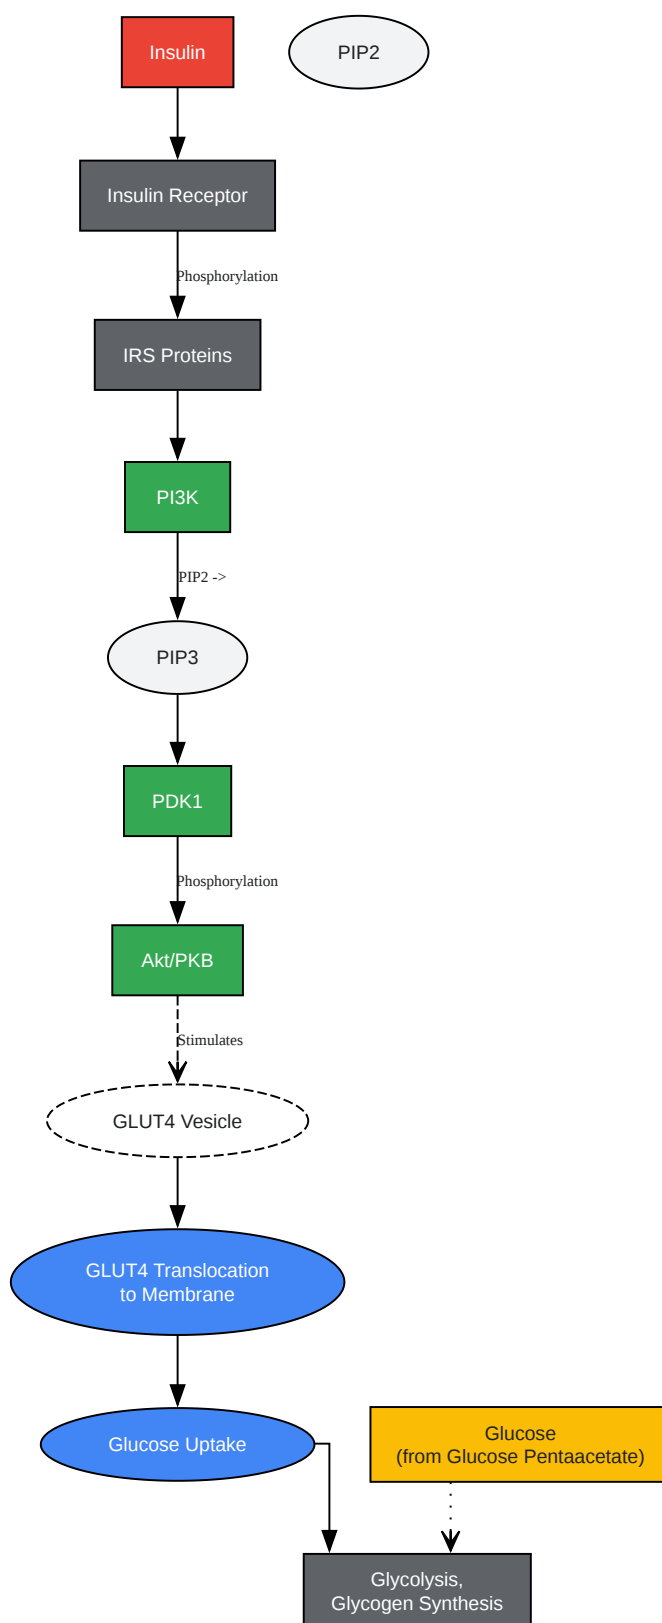 Insulin
PIP2
Insulin Receptor
Phosphorylation
IRS Proteins
PI3K
PIP2 ->
PIP3
PDK1
Phosphorylation
Akt/PKB
Stimulates
GLUT4 Vesicle
GLUT4 Translocation
to Membrane
Glucose Uptake
Glucose
(from Glucose Pentaacetate)
Glycolysis,
Glycogen Synthesis